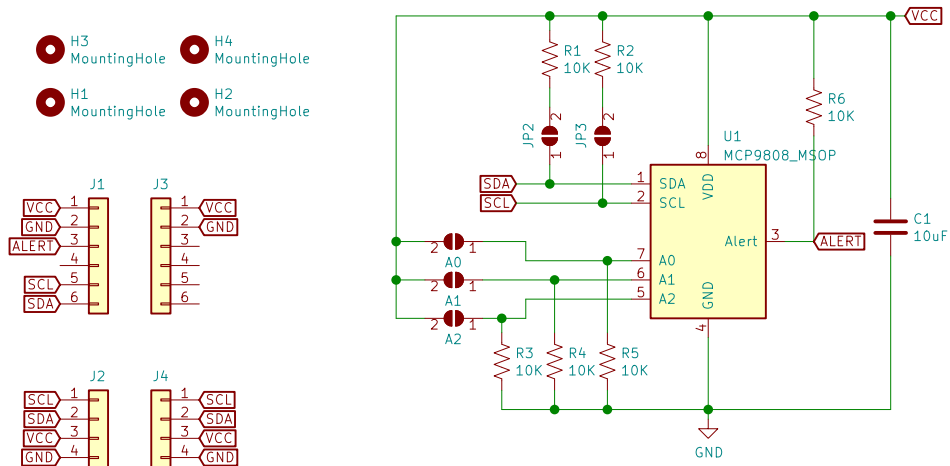 H3
MountingHole
H4
MountingHole
H1
MountingHole
H2
MountingHole
J1
VCC 1
GND 2
ALERT 3
4
SCL 5
SDA 6
J3
1 VCC
2 GND
3
4
5
6
J2
SCL 1
SDA 2
VCC 3
GND 4
J4
1 SCL
2 SDA
3 VCC
4 GND
VCC
R1
10K
R2
10K
JP2
2
1
JP3
2
1
R6
10K
U1
MCP9808_MSOP
8
VDD
SDA 1 SDA
SCL 2 SCL
Alert 3 ALERT
7 A0
6 A1
5 A2
GND
4
2 1
A0
2 1
A1
2 1
A2
R3
10K
R4
10K
R5
10K
C1
10uF
GND